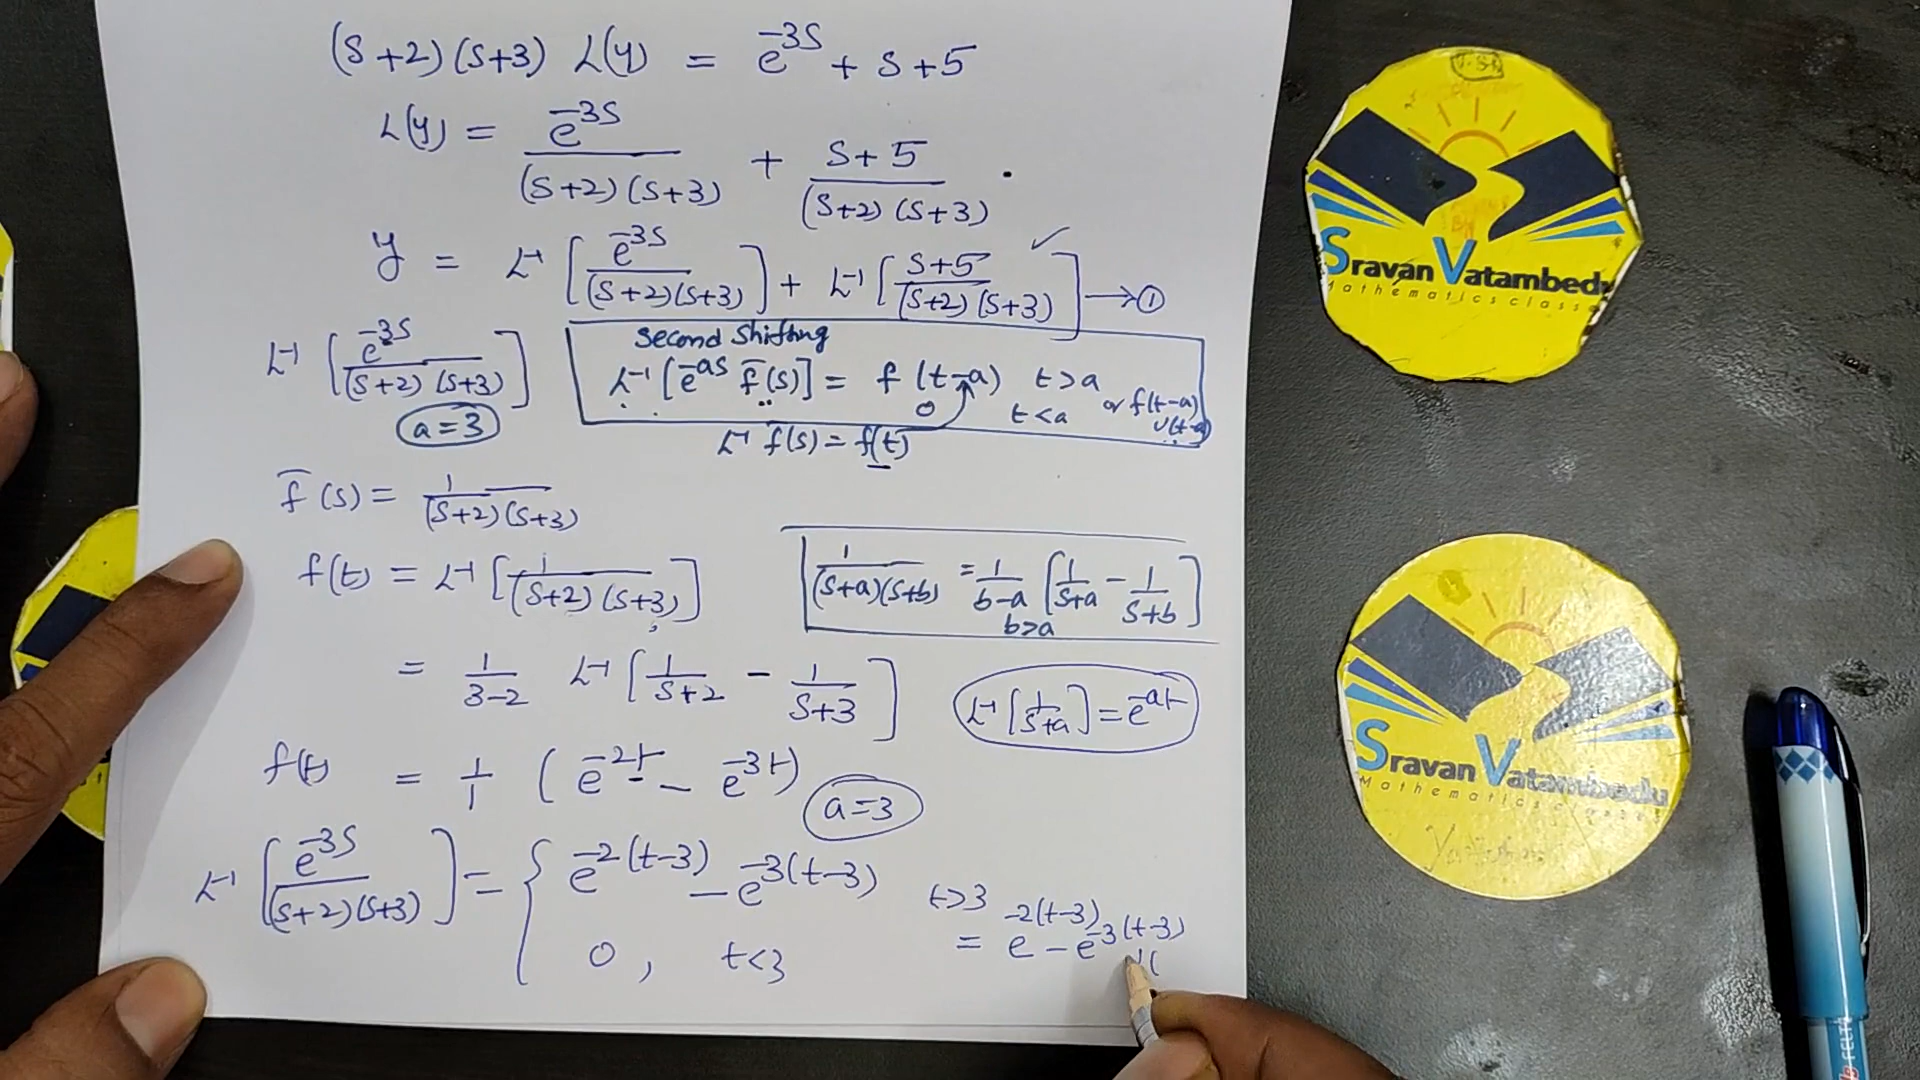 (S+2)(S+3) L(y) = e^-3S + S+5
L(y) = e^-3S / (S+2)(S+3) + S+5 / (S+2)(S+3) .
y = L^-1 [e^-3S / (S+2)(S+3)] + L^-1 [S+5 / (S+2)(S+3)] → ①
L^-1 [e^-3S / (S+2)(S+3)]
a=3
Second Shifting
L^-1 [e^-as f̄(s)] = f(t-a) t>a
0 t<a or f(t-a)
U(t-a)
L^-1 f̄(s) = f(t)
f̄(s) = 1 / (S+2)(S+3)
f(t) = L^-1 [1 / (S+2)(S+3)]
1 / (S+a)(S+b) = 1 / b-a [1 / S+a - 1 / S+b]
b>a
= 1 / 3-2 L^-1 [1 / S+2 - 1 / S+3]
L^-1 [1 / S+a] = e^-at
f(t) = 1/1 (e^-2t - e^-3t)
a=3
L^-1 [e^-3S / (S+2)(S+3)] = { e^-2(t-3) - e^-3(t-3) t>3
0 , t<3
= e^-2(t-3) - e^-3(t-3)
Sravan Vatambedu
Mathematics classes
Sravan Vatambedu
Mathematics classes